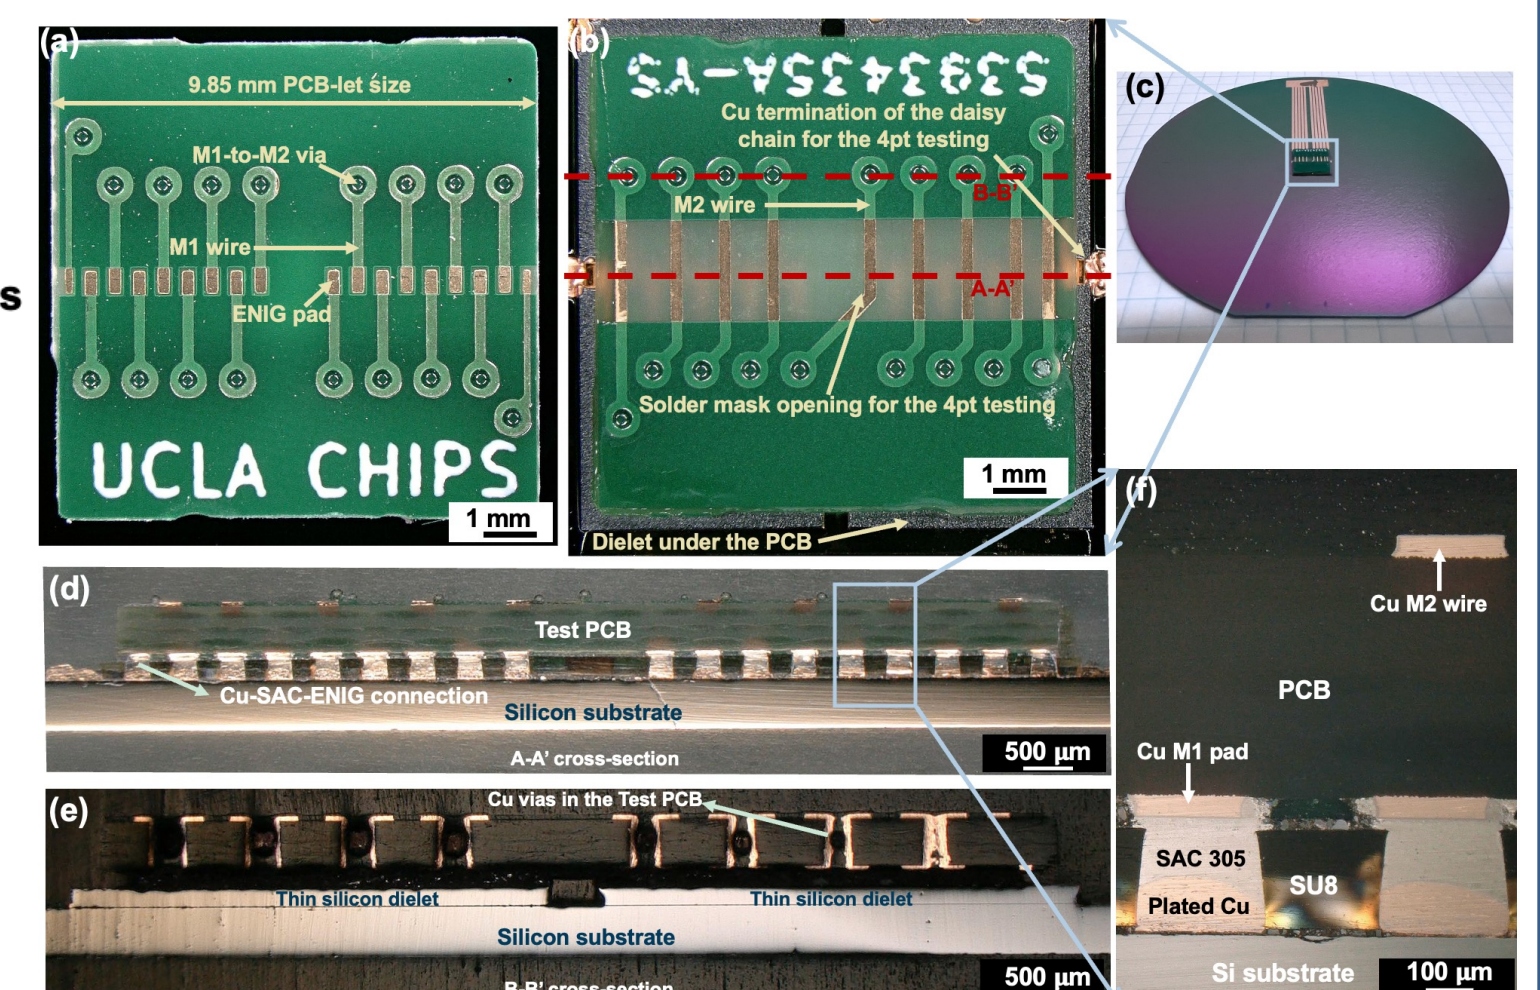 (a)
9.85 mm PCB-let size
M1-to-M2 via
M1 wire
ENIG pad
UCLA CHIPS
1 mm
(b)
S39343SA-YS
Cu termination of the daisy
chain for the 4pt testing
B-B'
M2 wire
A-A'
Solder mask opening for the 4pt testing
1 mm
Dielet under the PCB
(c)
s
(d)
Test PCB
Cu-SAC-ENIG connection
Silicon substrate
A-A' cross-section
500 µm
(e)
Cu vias in the Test PCB
Thin silicon dielet
Thin silicon dielet
Silicon substrate
500 µm
B-B' cross-section
(f)
Cu M2 wire
PCB
Cu M1 pad
SAC 305
SU8
Plated Cu
Si substrate
100 µm